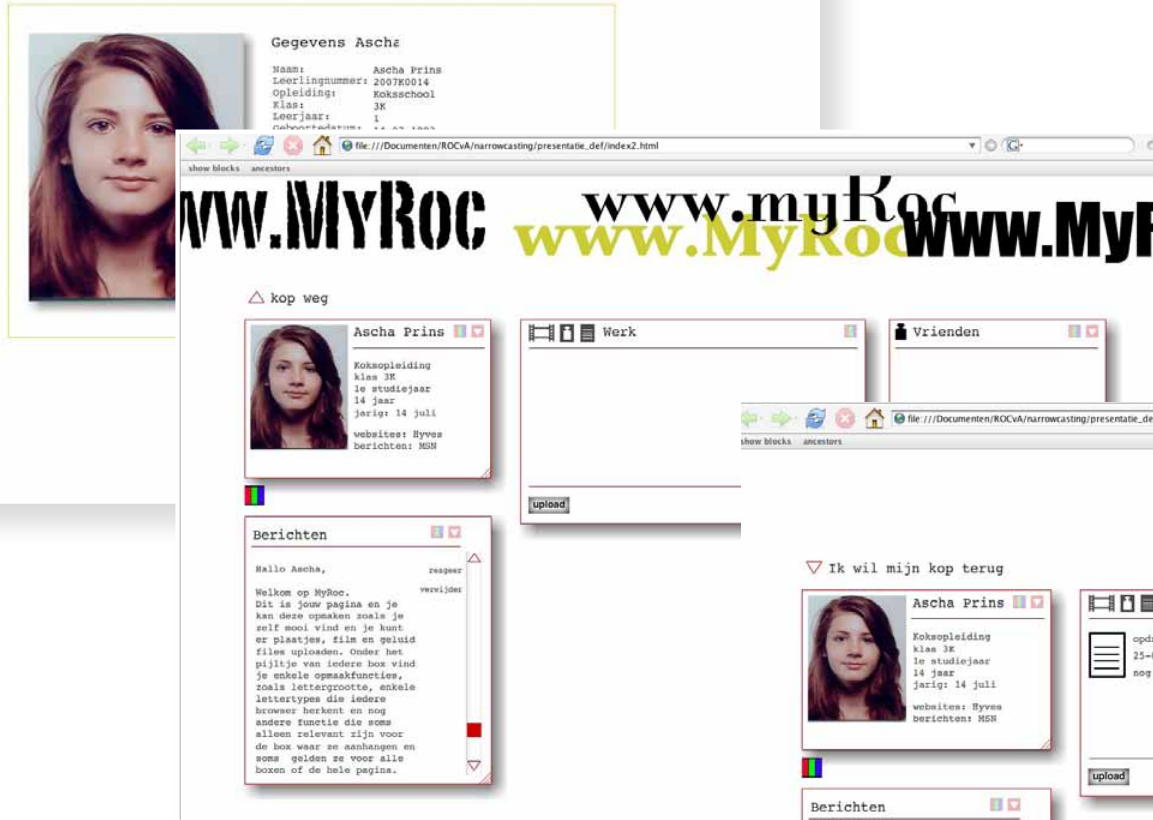 Gegevens Ascha
Naam: Ascha Prins
Leerlingnummer: 2007K0014
Opleiding: Koksschool
Klas: 3K
Leerjaar: 1
file:///Documenten/ROCvA/narrowcasting/presentatie_def/index2.html
show blocks ancestors
ww.MyRoc
www.myRoc
www.MyRoc
www.MyR
kop weg
Ascha Prins
Koksopleiding
klas 3K
1e studiejaar
14 jaar
jarig: 14 juli
websites: Hyves
berichten: MSN
Werk
upload
Vrienden
Berichten
Hallo Ascha,
reageer
verwijder
Welkom op MyRoc.
Dit is jouw pagina en je
kan deze opmaken zoals je
zelf mooi vind en je kunt
er plaatjes, film en geluid
files uploaden. Onder het
pijltje van iedere box vind
je enkele opmaakfuncties,
zoals lettergrootte, enkele
lettertypes die iedere
browser herkent en nog
andere functie die soms
alleen relevant zijn voor
de box waar ze aanhangen en
soms gelden ze voor alle
boxen of de hele pagina.
file:///Documenten/ROCvA/narrowcasting/presentatie_de
show blocks ancestors
Ik wil mijn kop terug
Ascha Prins
Koksopleiding
klas 3K
1e studiejaar
14 jaar
jarig: 14 juli
websites: Hyves
berichten: MSN
nog
upload
Berichten